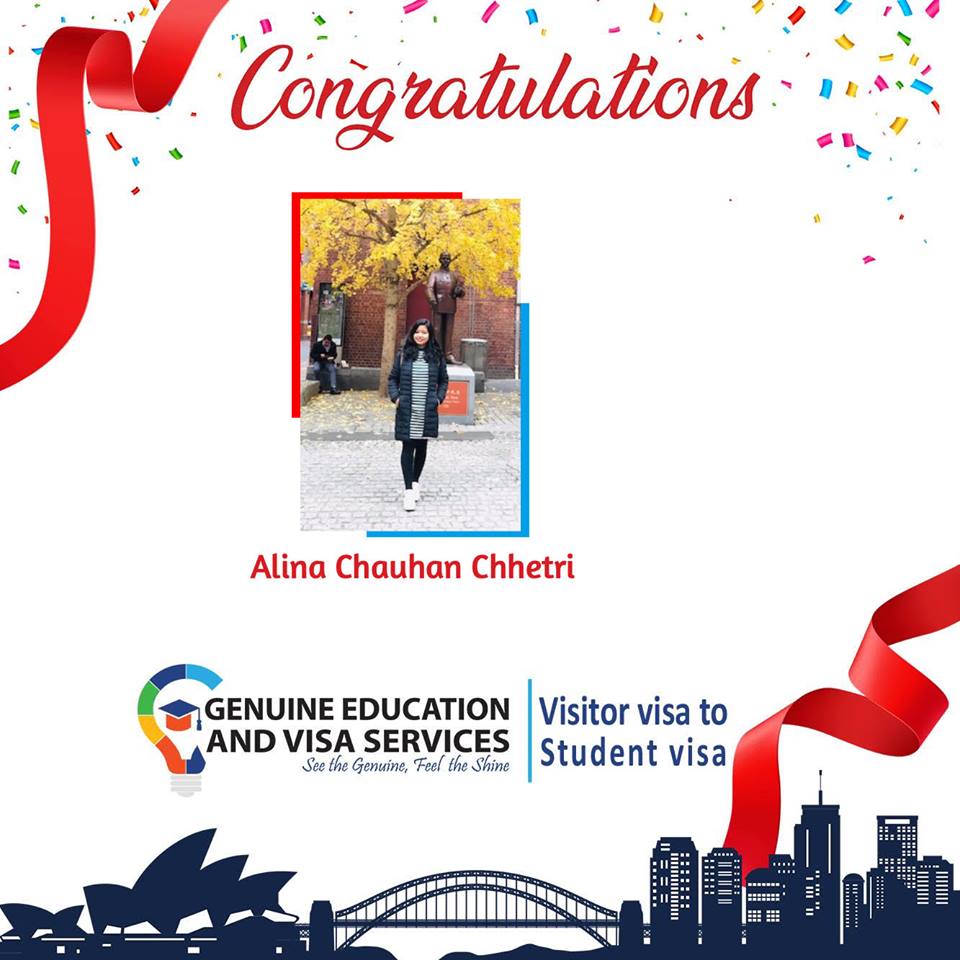 Congratulations
Alina Chauhan Chhetri
GENUINE EDUCATION
AND VISA SERVICES
See the Genuine, Feel the Shine
Visitor visa to
Student visa